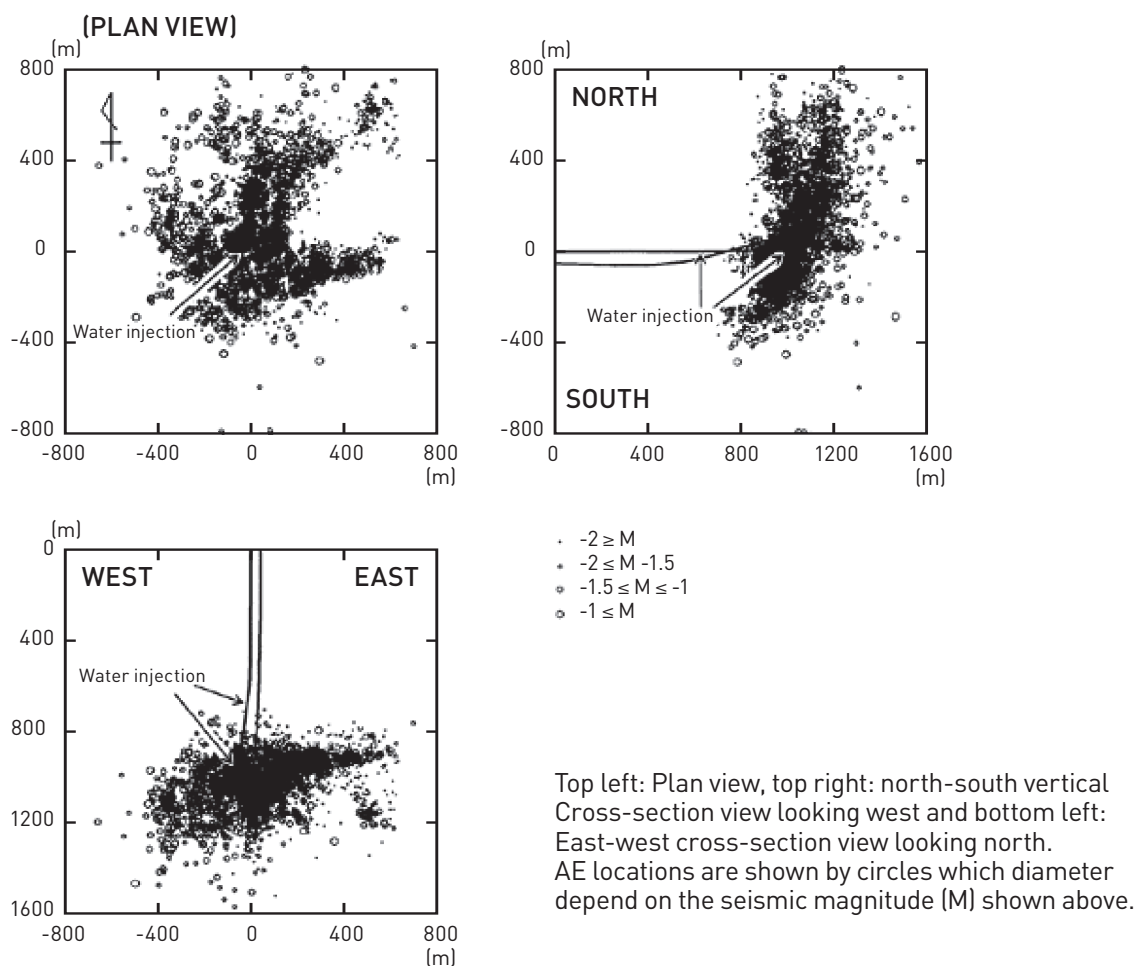 (PLAN VIEW)
(m)
800
400
0
-400
-800
-800 -400 0 400 800
(m)
Water injection
(m)
800
400
0
-400
-800
0 400 800 1200 1600
(m)
NORTH
Water injection
SOUTH
(m)
0
400
800
1200
1600
-800 -400 0 400 800
(m)
WEST EAST
Water injection
-2 ≥ M
-2 ≤ M -1.5
-1.5 ≤ M ≤ -1
-1 ≤ M
Top left: Plan view, top right: north-south vertical
Cross-section view looking west and bottom left:
East-west cross-section view looking north.
AE locations are shown by circles which diameter
depend on the seismic magnitude (M) shown above.